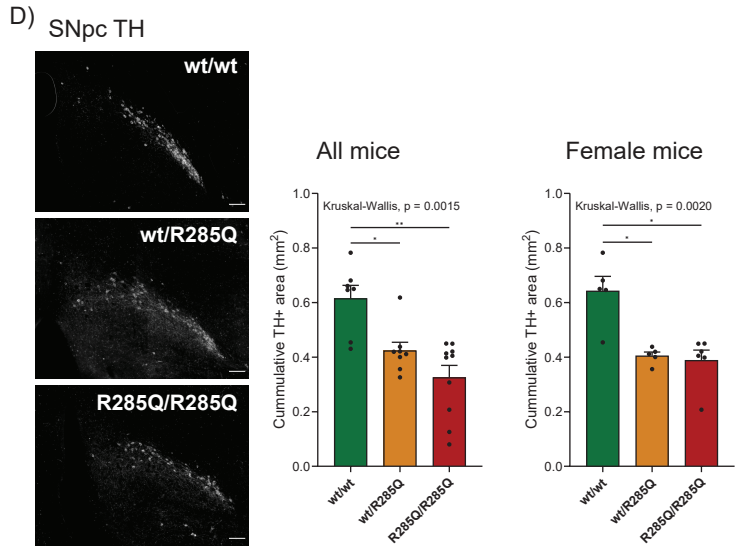 D)
SNpc TH
wt/wt
wt/R285Q
R285Q/R285Q
All mice
Kruskal-Wallis, p = 0.0015
**
*
Cummulative TH+ area (mm²)
1.0
0.8
0.6
0.4
0.2
0.0
wt/wt
wt/R285Q
R285Q/R285Q
Female mice
Kruskal-Wallis, p = 0.0020
*
*
Cummulative TH+ area (mm²)
1.0
0.8
0.6
0.4
0.2
0.0
wt/wt
wt/R285Q
R285Q/R285Q